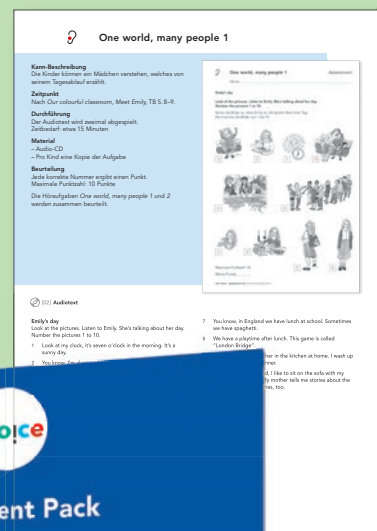 One world, many people 1
Kann-Beschreibung
Die Kinder können ein Mädchen verstehen, welches von
seinem Tagesablauf erzählt.
Zeitpunkt
Nach Our colourful classroom, Meet Emily, TB S. 8–9.
Durchführung
Der Audiotext wird zweimal abgespielt.
Zeitbedarf: etwa 15 Minuten
Material
– Audio-CD
– Pro Kind eine Kopie der Aufgabe
Beurteilung
Jede korrekte Nummer ergibt einen Punkt.
Maximale Punktzahl: 10 Punkte
Die Höraufgaben One world, many people 1 und 2
werden zusammen beurteilt.
One world, many people 1
Emily's day
Look at the pictures. Listen to Emily. She's talking about her day.
Number the pictures 1 to 10.
[02] Audiotext
Emily's day
Look at the pictures. Listen to Emily. She's talking about her day.
Number the pictures 1 to 10.
1 Look at my clock, it's seven o'clock in the morning. It's a
sunny day.
2 You know,
7 You know, in England we have lunch at school. Sometimes
we have spaghetti.
8 We have a playtime after lunch. This game is called
"London Bridge".
her in the kitchen at home. I wash up
I like to sit on the sofa with my
mother tells me stories about the
too.
oice
ent Pack